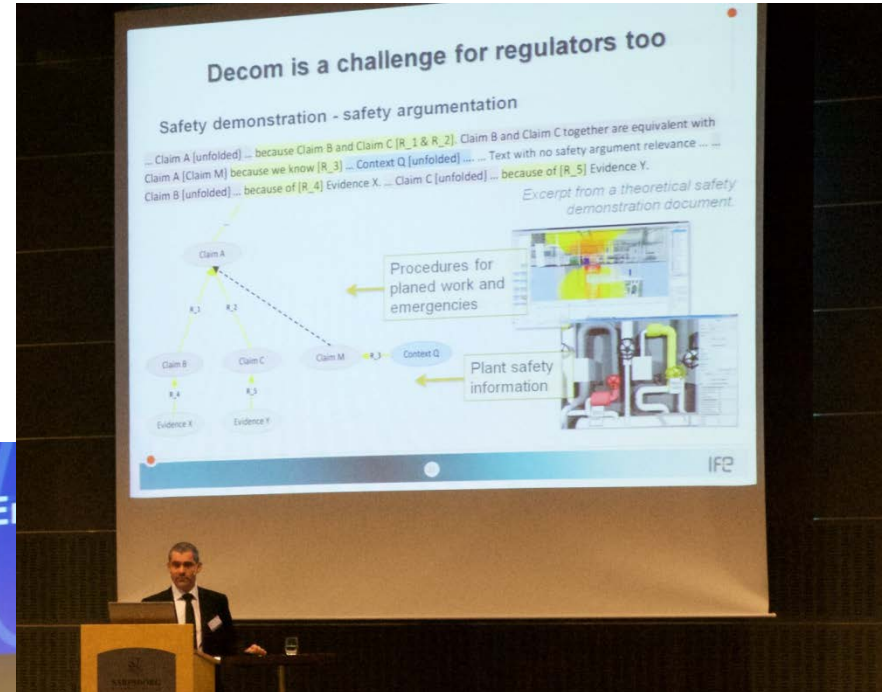 Decom is a challenge for regulators too
Safety demonstration - safety argumentation
... Claim A [unfolded] ... because Claim B and Claim C [R_1 & R_2]. Claim B and Claim C together are equivalent with
Claim A [Claim M] because we know [R_3] ... Context Q [unfolded] .... ... Text with no safety argument relevance ... ...
Claim B [unfolded] ... because of [R_4] Evidence X. ... Claim C [unfolded] ... because of [R_5] Evidence Y.
Excerpt from a theoretical safety
demonstration document.
Claim A
Procedures for
planed work and
emergencies
R_1
R_2
Claim B
Claim C
Claim M
R_3
Context Q
Plant safety
information
R_4
R_5
Evidence X
Evidence Y
IFE
SARPSBORG